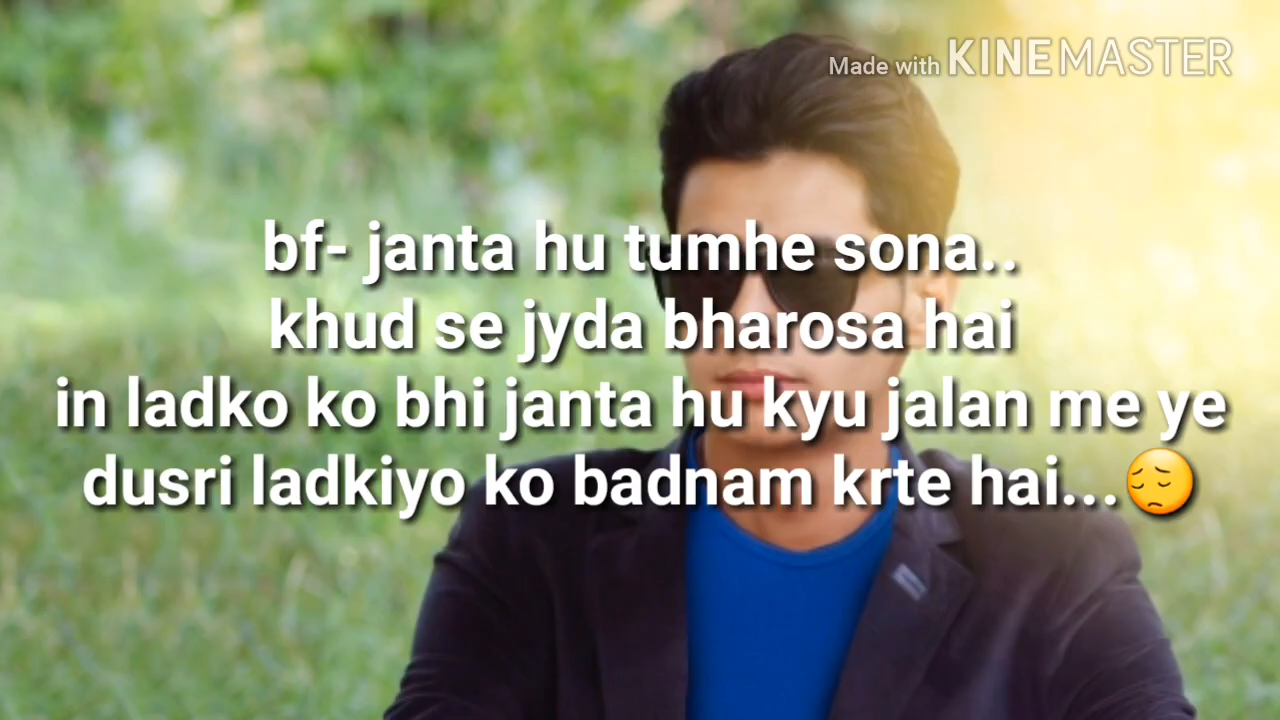 Made with KINEMASTER
bf- janta hu tumhe sona..
khud se jyda bharosa hai
in ladko ko bhi janta hu kyu jalan me ye
dusri ladkiyo ko badnam krte hai...😔